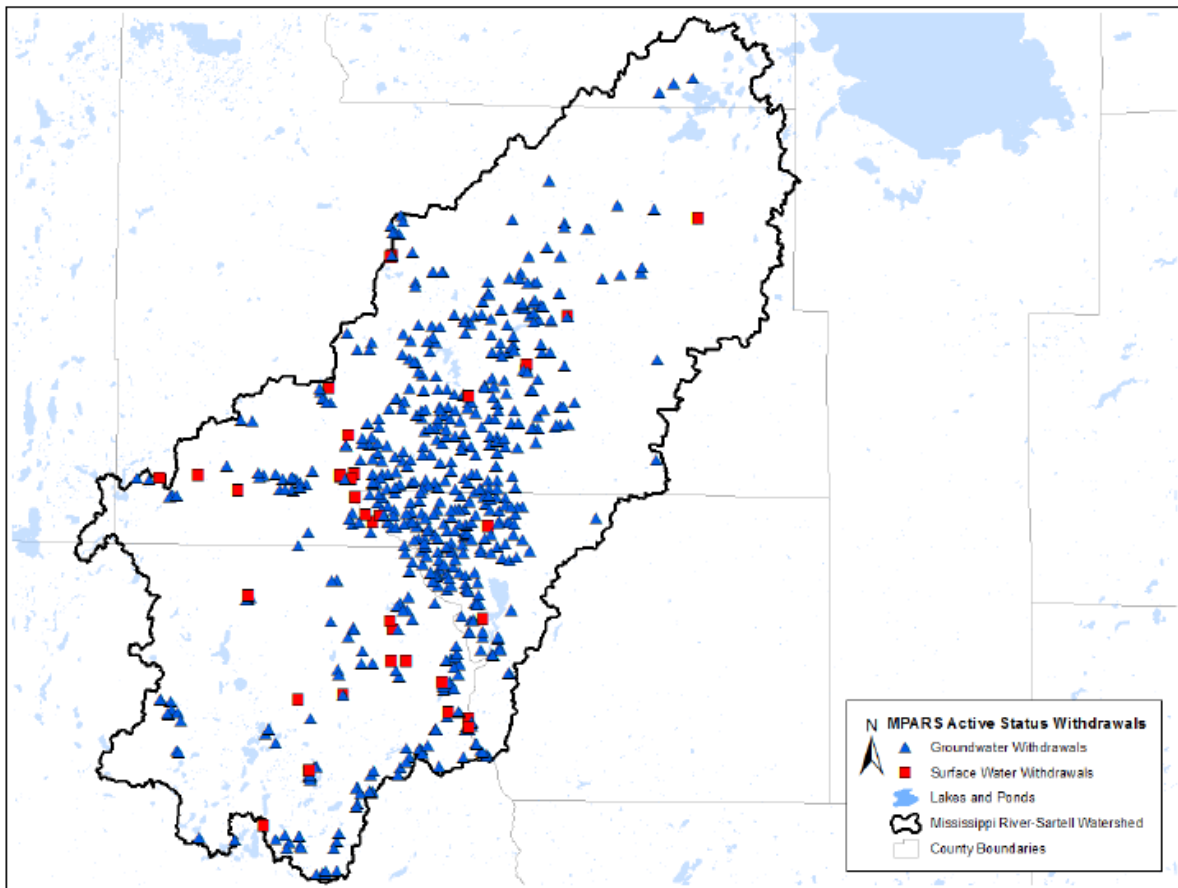 MPARS Active Status Withdrawals
N
Groundwater Withdrawals
Surface Water Withdrawals
Lakes and Ponds
Mississippi River-Sartell Watershed
County Boundaries